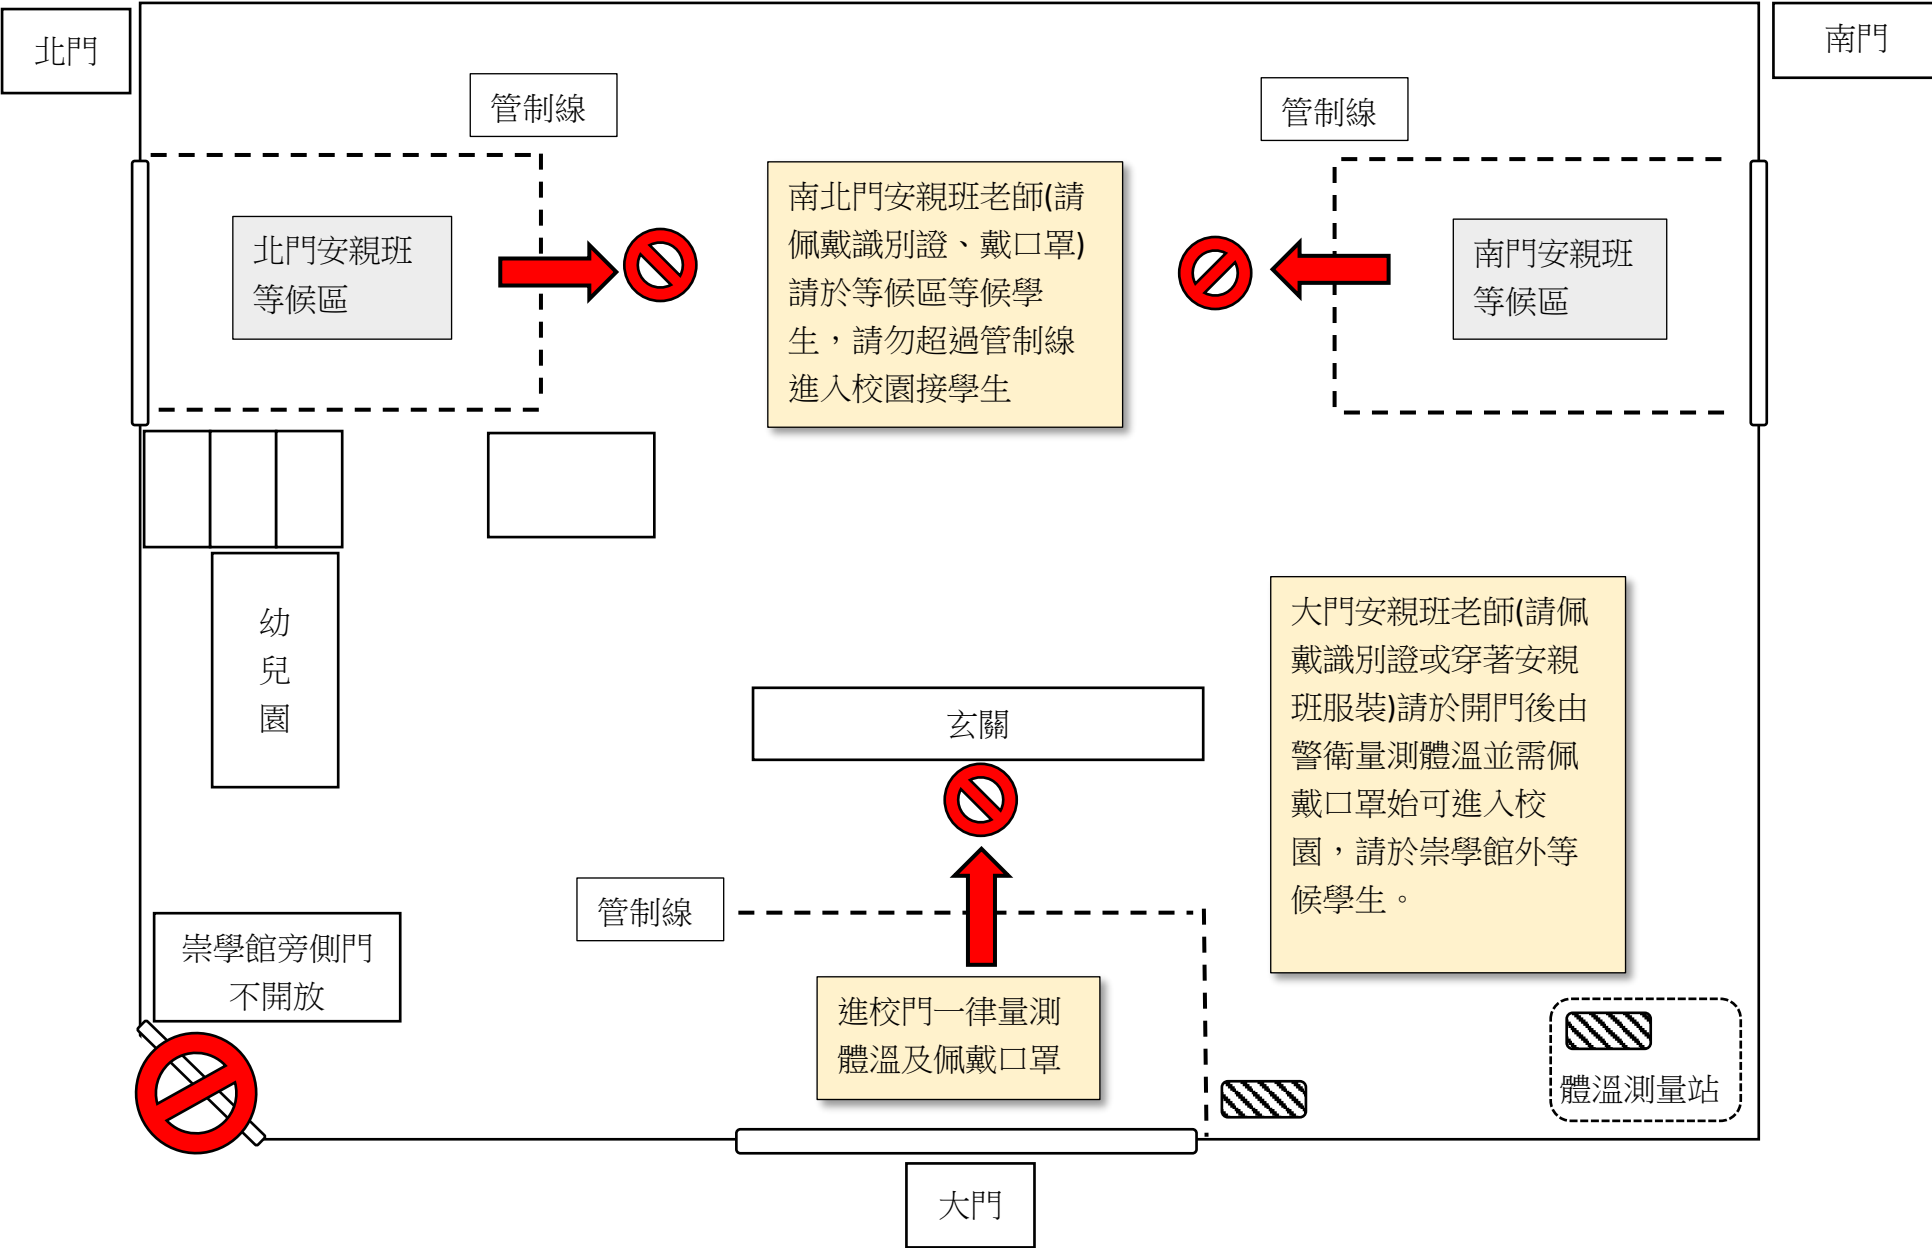 北門
南門
管制線
管制線
北門安親班
等候區
南北門安親班老師(請
佩戴識別證、戴口罩)
請於等候區等候學
生，請勿超過管制線
進入校園接學生
南門安親班
等候區
幼
兒
園
玄關
大門安親班老師(請佩
戴識別證或穿著安親
班服裝)請於開門後由
警衛量測體溫並需佩
戴口罩始可進入校
園，請於崇學館外等
候學生。
管制線
崇學館旁側門
不開放
進校門一律量測
體溫及佩戴口罩
體溫測量站
大門